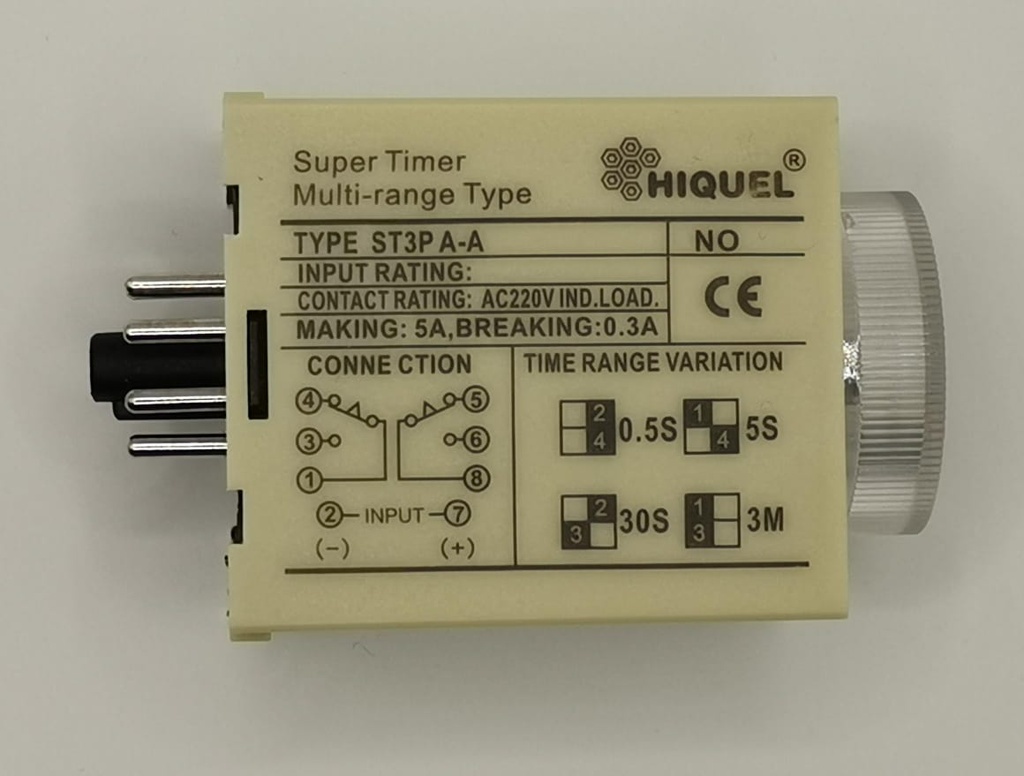 Super Timer
Multi-range Type
HIQUEL®
TYPE ST3P A-A
NO
INPUT RATING:
CONTACT RATING: AC220V IND.LOAD.
CE
MAKING: 5A,BREAKING:0.3A
CONNECTION
4 5
3 6
1 8
2 INPUT 7
(−) (+)
TIME RANGE VARIATION
2 4 0.5S
1 4 5S
2 3 30S
1 3 3M